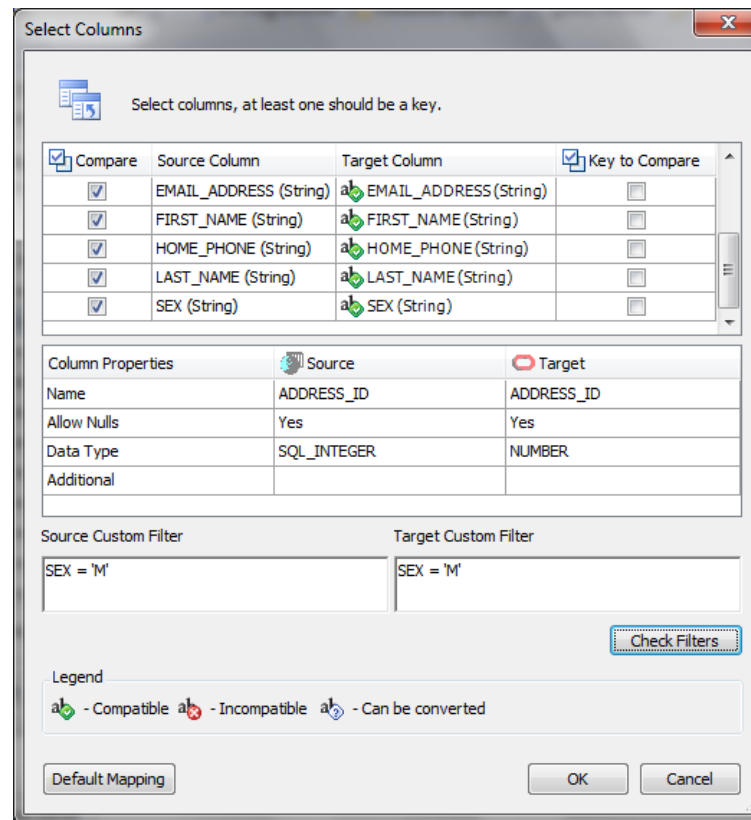 Select Columns
Select columns, at least one should be a key.
Compare Source Column Target Column Key to Compare
EMAIL_ADDRESS (String) EMAIL_ADDRESS (String)
FIRST_NAME (String) FIRST_NAME (String)
HOME_PHONE (String) HOME_PHONE (String)
LAST_NAME (String) LAST_NAME (String)
SEX (String) SEX (String)
Column Properties Source Target
Name ADDRESS_ID ADDRESS_ID
Allow Nulls Yes Yes
Data Type SQL_INTEGER NUMBER
Additional
Source Custom Filter Target Custom Filter
SEX = 'M' SEX = 'M'
Check Filters
Legend
- Compatible - Incompatible - Can be converted
Default Mapping OK Cancel